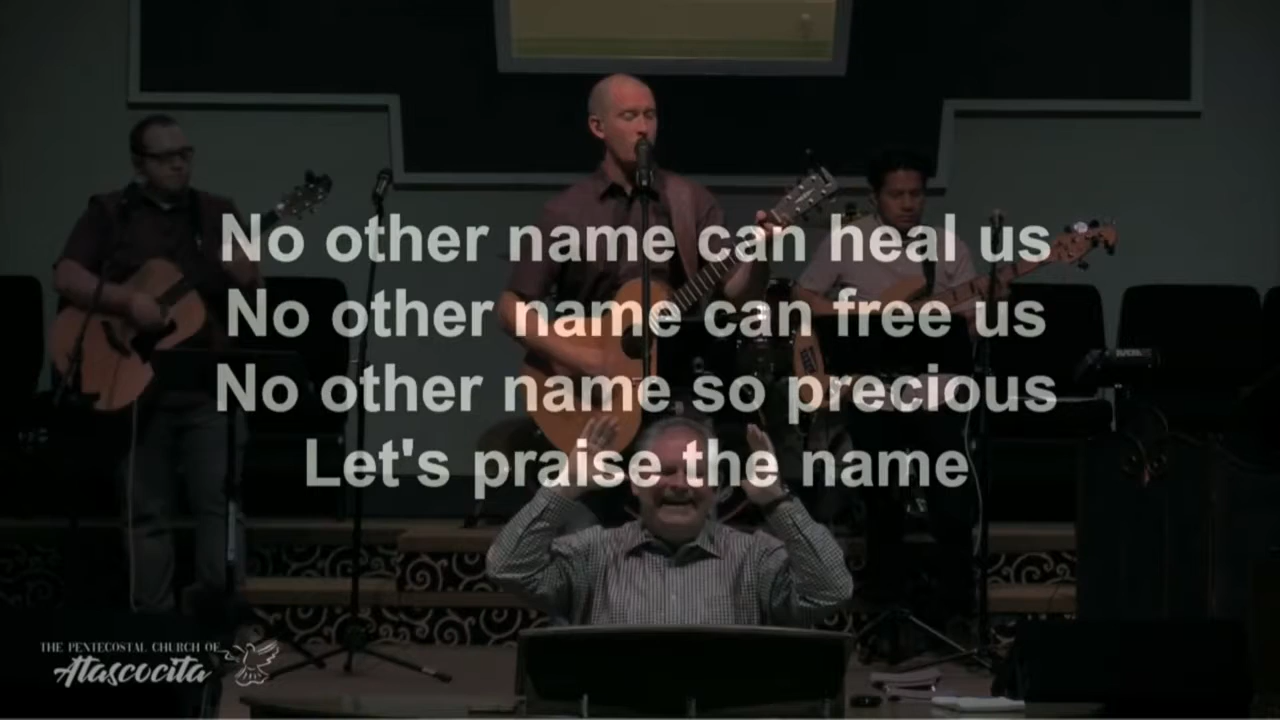 No other name can heal us
No other name can free us
No other name so precious
Let's praise the name
THE PENTECOSTAL CHURCH OF
Atascocita